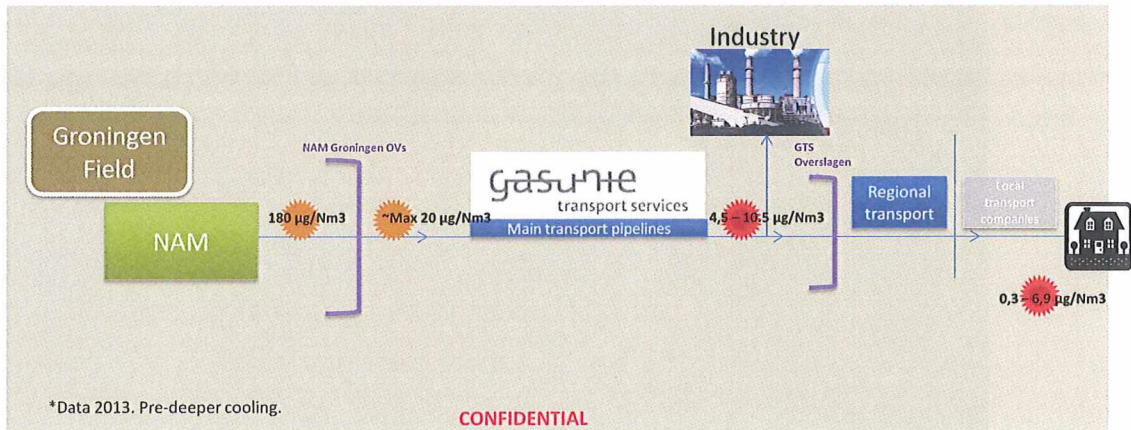 Industry
Groningen
Field
NAM Groningen OVs
GTS
Overslagen
gasunie
transport services
Regional
transport
Local
transport
companies
NAM
180 µg/Nm3
~Max 20 µg/Nm3
Main transport pipelines
4,5 – 10,5 µg/Nm3
0,3 – 6,9 µg/Nm3
*Data 2013. Pre-deeper cooling.
CONFIDENTIAL